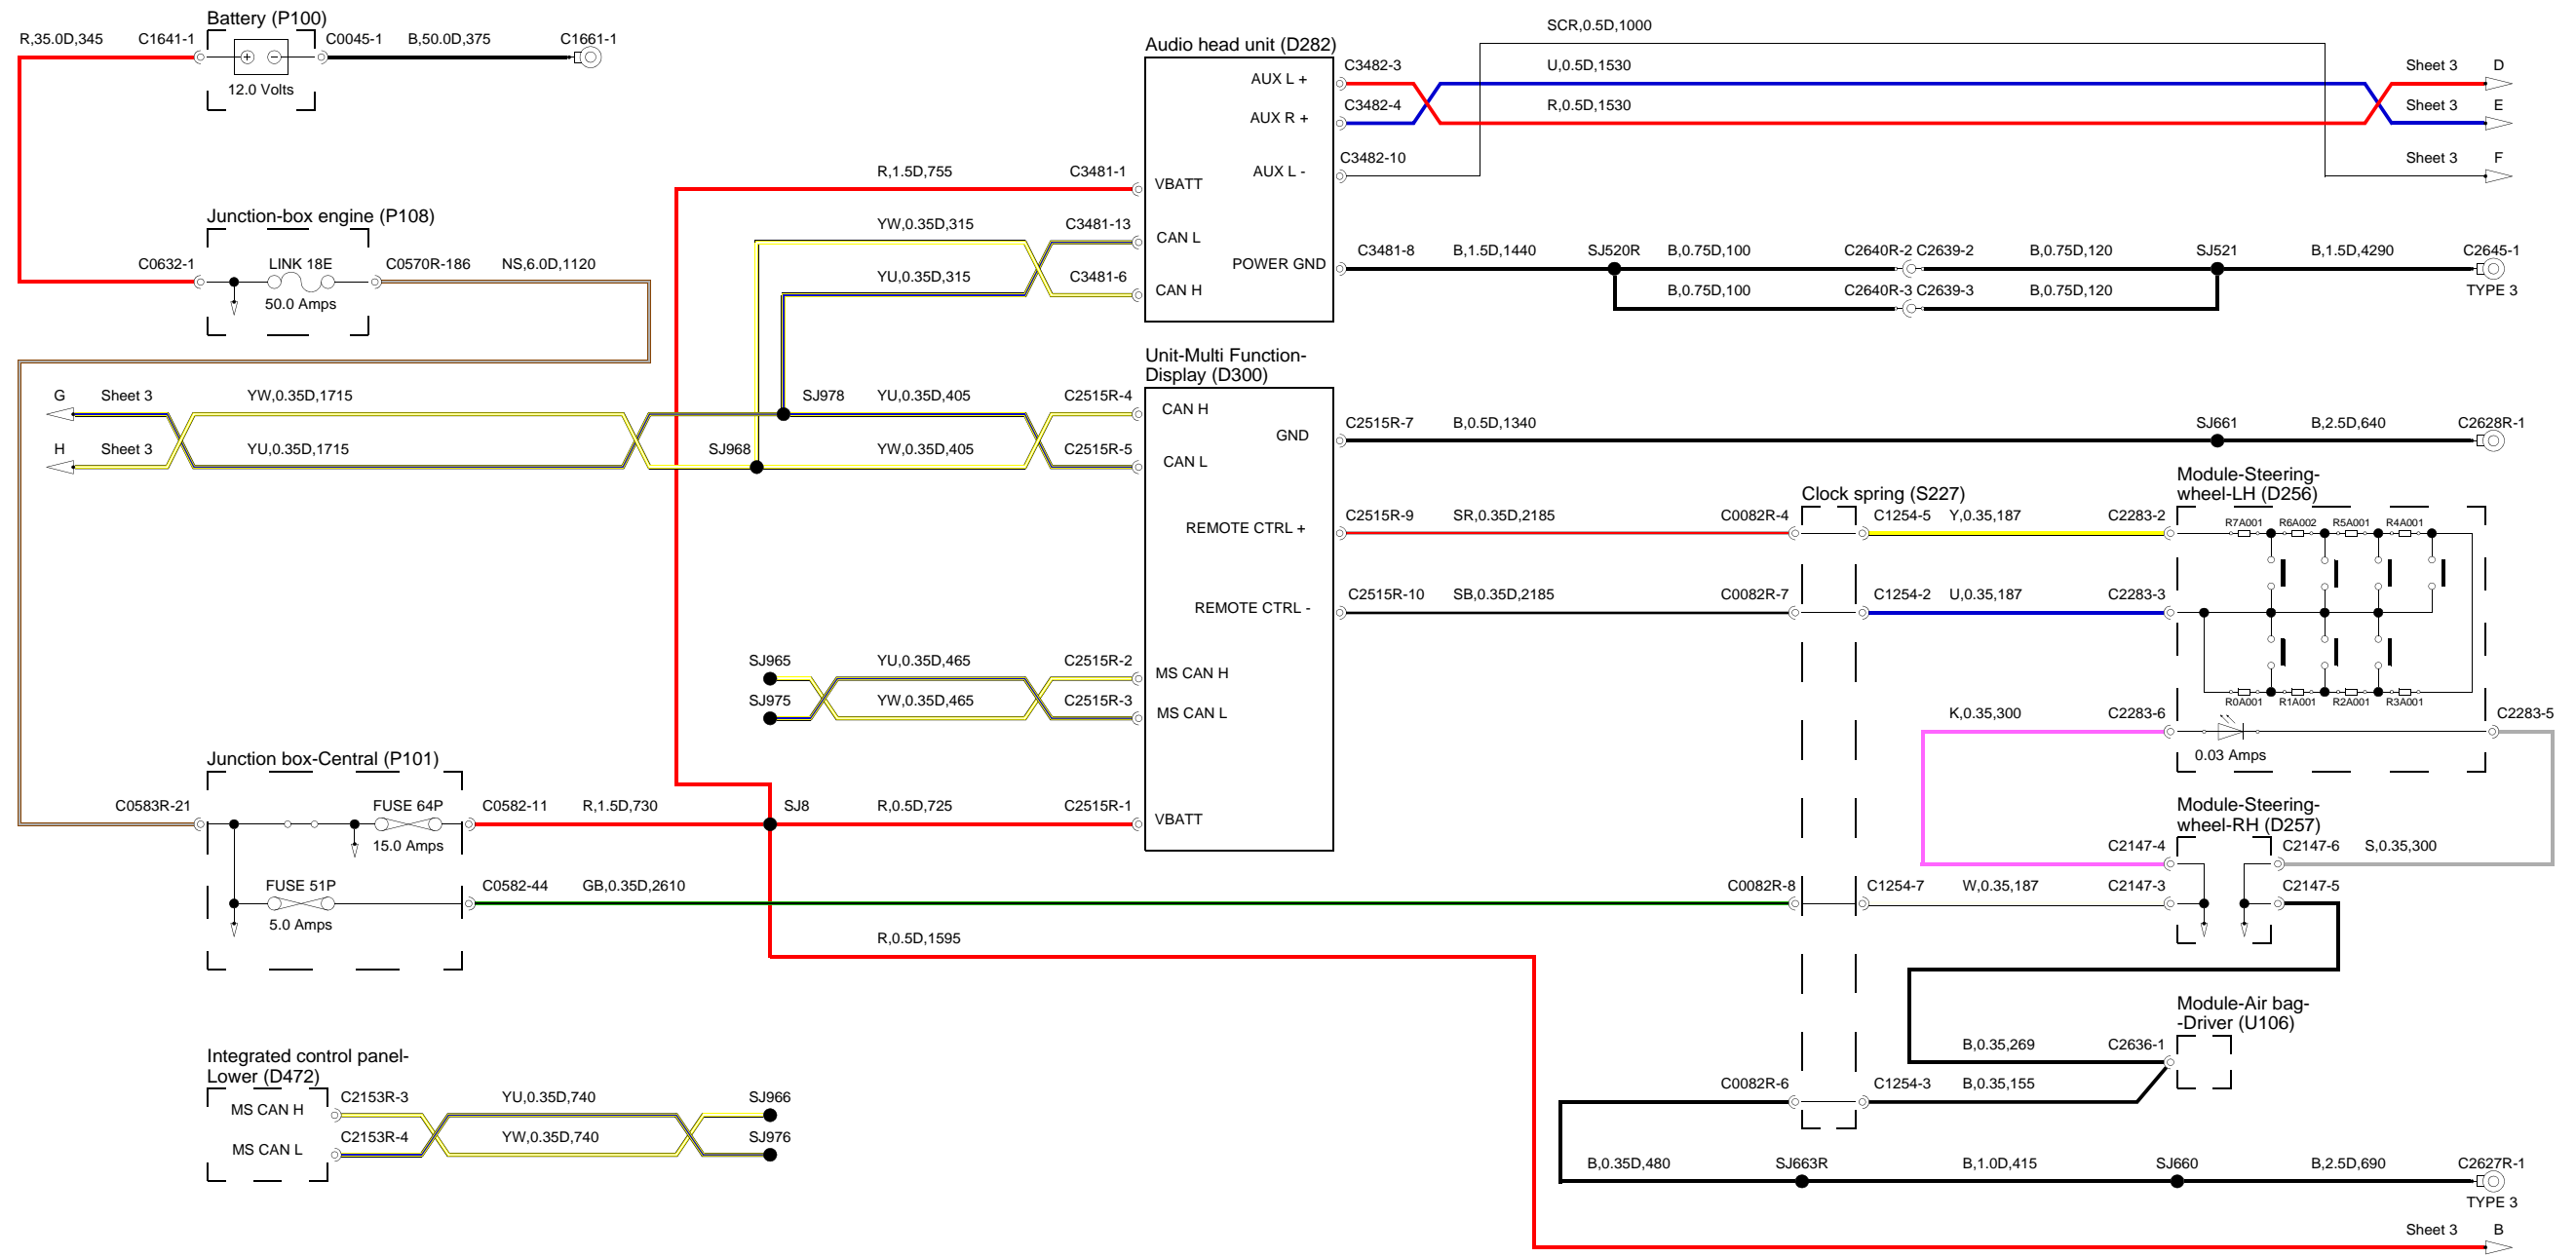 Battery (P100)
R,35.0D,345
C1641-1
C0045-1
B,50.0D,375
C1661-1
12.0 Volts
Junction-box engine (P108)
C0632-1
LINK 18E
50.0 Amps
C0570R-186
NS,6.0D,1120
Audio head unit (D282)
AUX L +
AUX R +
AUX L -
VBATT
CAN L
CAN H
POWER GND
C3482-3
C3482-4
C3482-10
SCR,0.5D,1000
U,0.5D,1530
R,0.5D,1530
Sheet 3 D
Sheet 3 E
Sheet 3 F
R,1.5D,755
C3481-1
YW,0.35D,315
C3481-13
YU,0.35D,315
C3481-6
C3481-8
B,1.5D,1440
SJ520R
B,0.75D,100
C2640R-2 C2639-2
B,0.75D,120
SJ521
B,1.5D,4290
C2645-1
TYPE 3
B,0.75D,100
C2640R-3 C2639-3
B,0.75D,120
Unit-Multi Function-
Display (D300)
G Sheet 3
YW,0.35D,1715
SJ978
YU,0.35D,405
C2515R-4
CAN H
H Sheet 3
YU,0.35D,1715
SJ968
YW,0.35D,405
C2515R-5
CAN L
GND
C2515R-7
B,0.5D,1340
SJ661
B,2.5D,640
C2628R-1
REMOTE CTRL +
C2515R-9
SR,0.35D,2185
C0082R-4
Clock spring (S227)
C1254-5
Y,0.35,187
C2283-2
Module-Steering-
wheel-LH (D256)
R7A001
R6A002
R5A001
R4A001
REMOTE CTRL -
C2515R-10
SB,0.35D,2185
C0082R-7
C1254-2
U,0.35,187
C2283-3
R0A001
R1A001
R2A001
R3A001
SJ965
YU,0.35D,465
C2515R-2
MS CAN H
SJ975
YW,0.35D,465
C2515R-3
MS CAN L
K,0.35,300
C2283-6
0.03 Amps
C2283-5
Junction box-Central (P101)
C0583R-21
FUSE 64P
15.0 Amps
C0582-11
R,1.5D,730
SJ8
R,0.5D,725
C2515R-1
VBATT
Module-Steering-
wheel-RH (D257)
C2147-4
C2147-6
S,0.35,300
FUSE 51P
5.0 Amps
C0582-44
GB,0.35D,2610
C0082R-8
C1254-7
W,0.35,187
C2147-3
C2147-5
R,0.5D,1595
Module-Air bag-
-Driver (U106)
B,0.35,269
C2636-1
C0082R-6
C1254-3
B,0.35,155
Integrated control panel-
Lower (D472)
MS CAN H
C2153R-3
YU,0.35D,740
SJ966
MS CAN L
C2153R-4
YW,0.35D,740
SJ976
B,0.35D,480
SJ663R
B,1.0D,415
SJ660
B,2.5D,690
C2627R-1
TYPE 3
Sheet 3 B